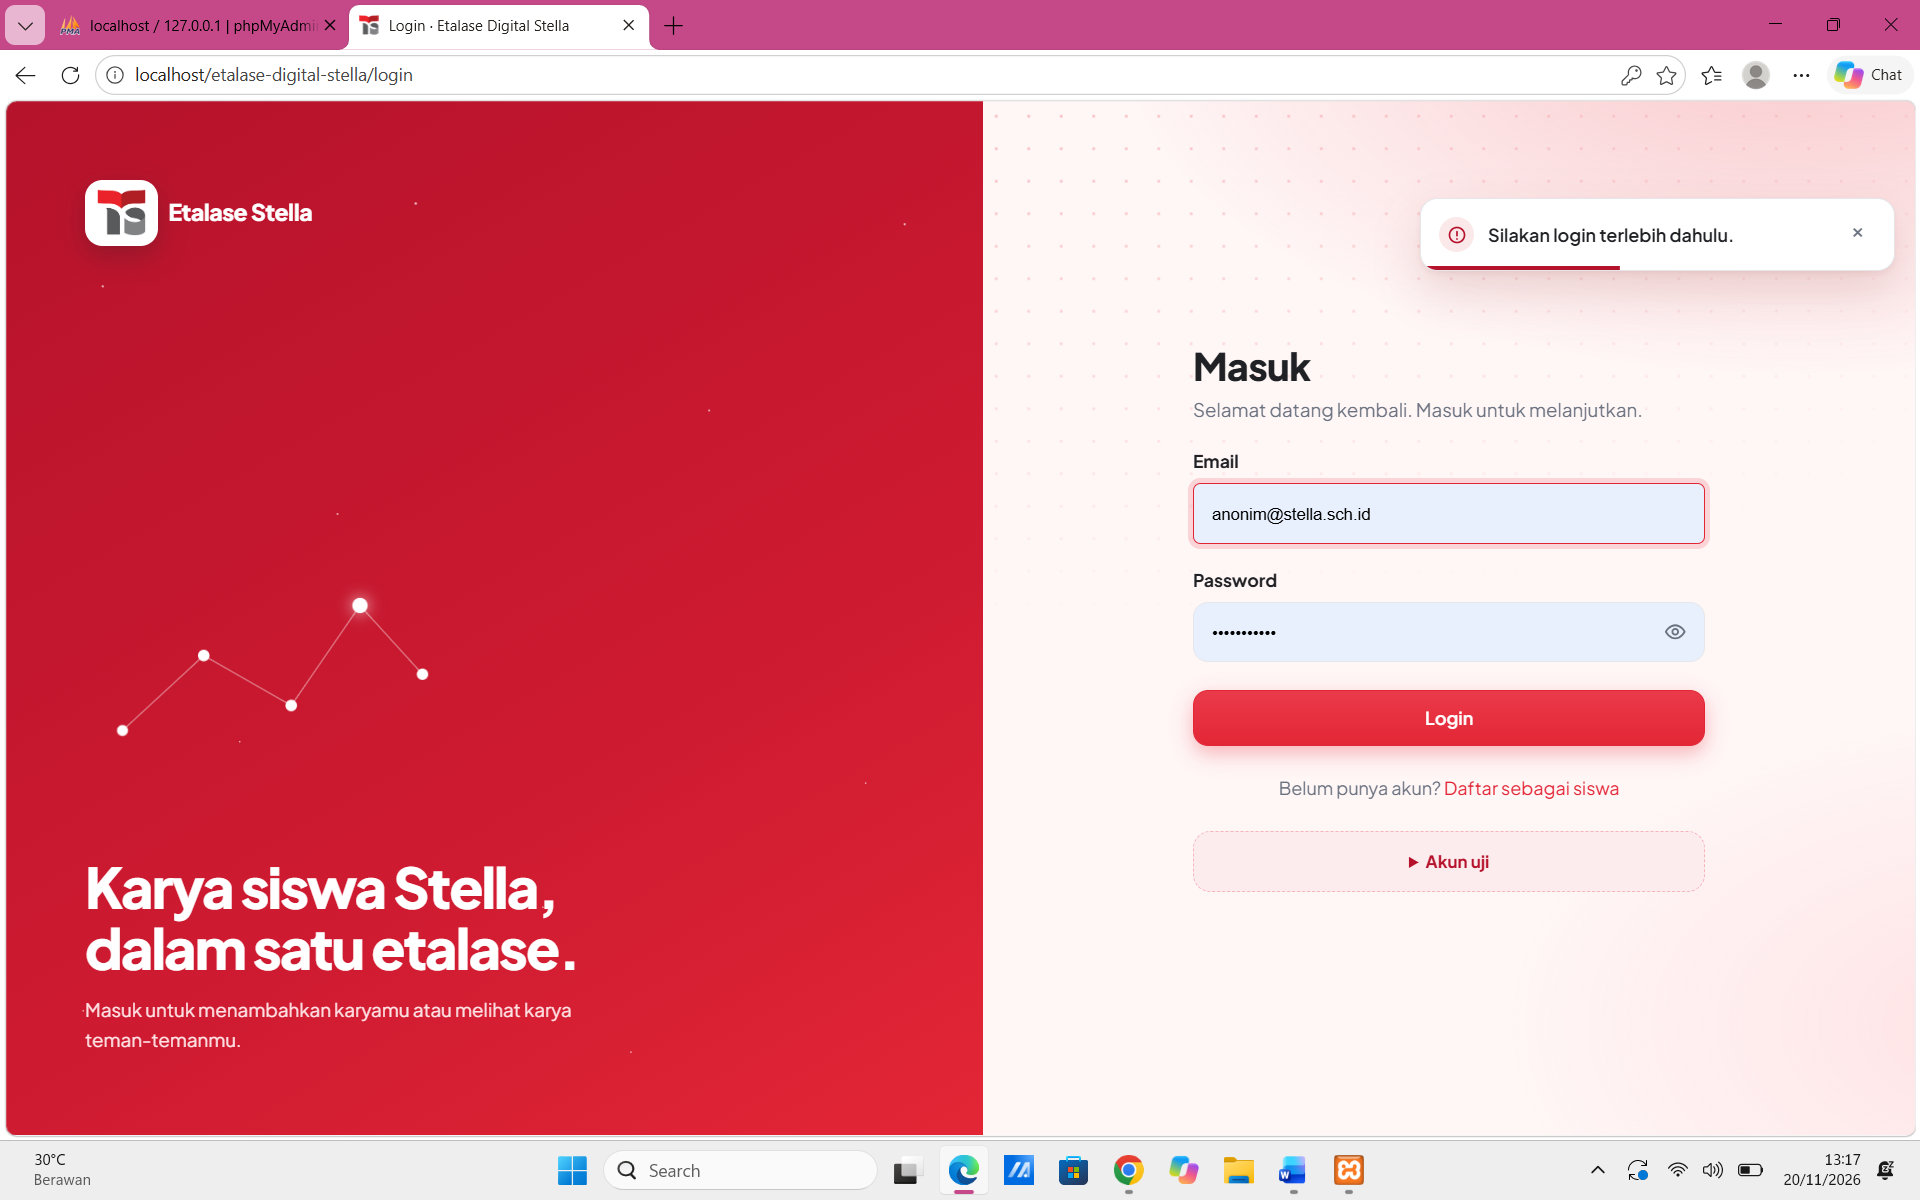 localhost / 127.0.0.1 | phpMyAdmi
Login · Etalase Digital Stella
localhost/etalase-digital-stella/login
Chat
Etalase Stella
Silakan login terlebih dahulu.
Masuk
Selamat datang kembali. Masuk untuk melanjutkan.
Email
anonim@stella.sch.id
Password
Login
Belum punya akun? Daftar sebagai siswa
Akun uji
Karya siswa Stella,
dalam satu etalase.
Masuk untuk menambahkan karyamu atau melihat karya
teman-temanmu.
30°C
Berawan
Search
13:17
20/11/2026